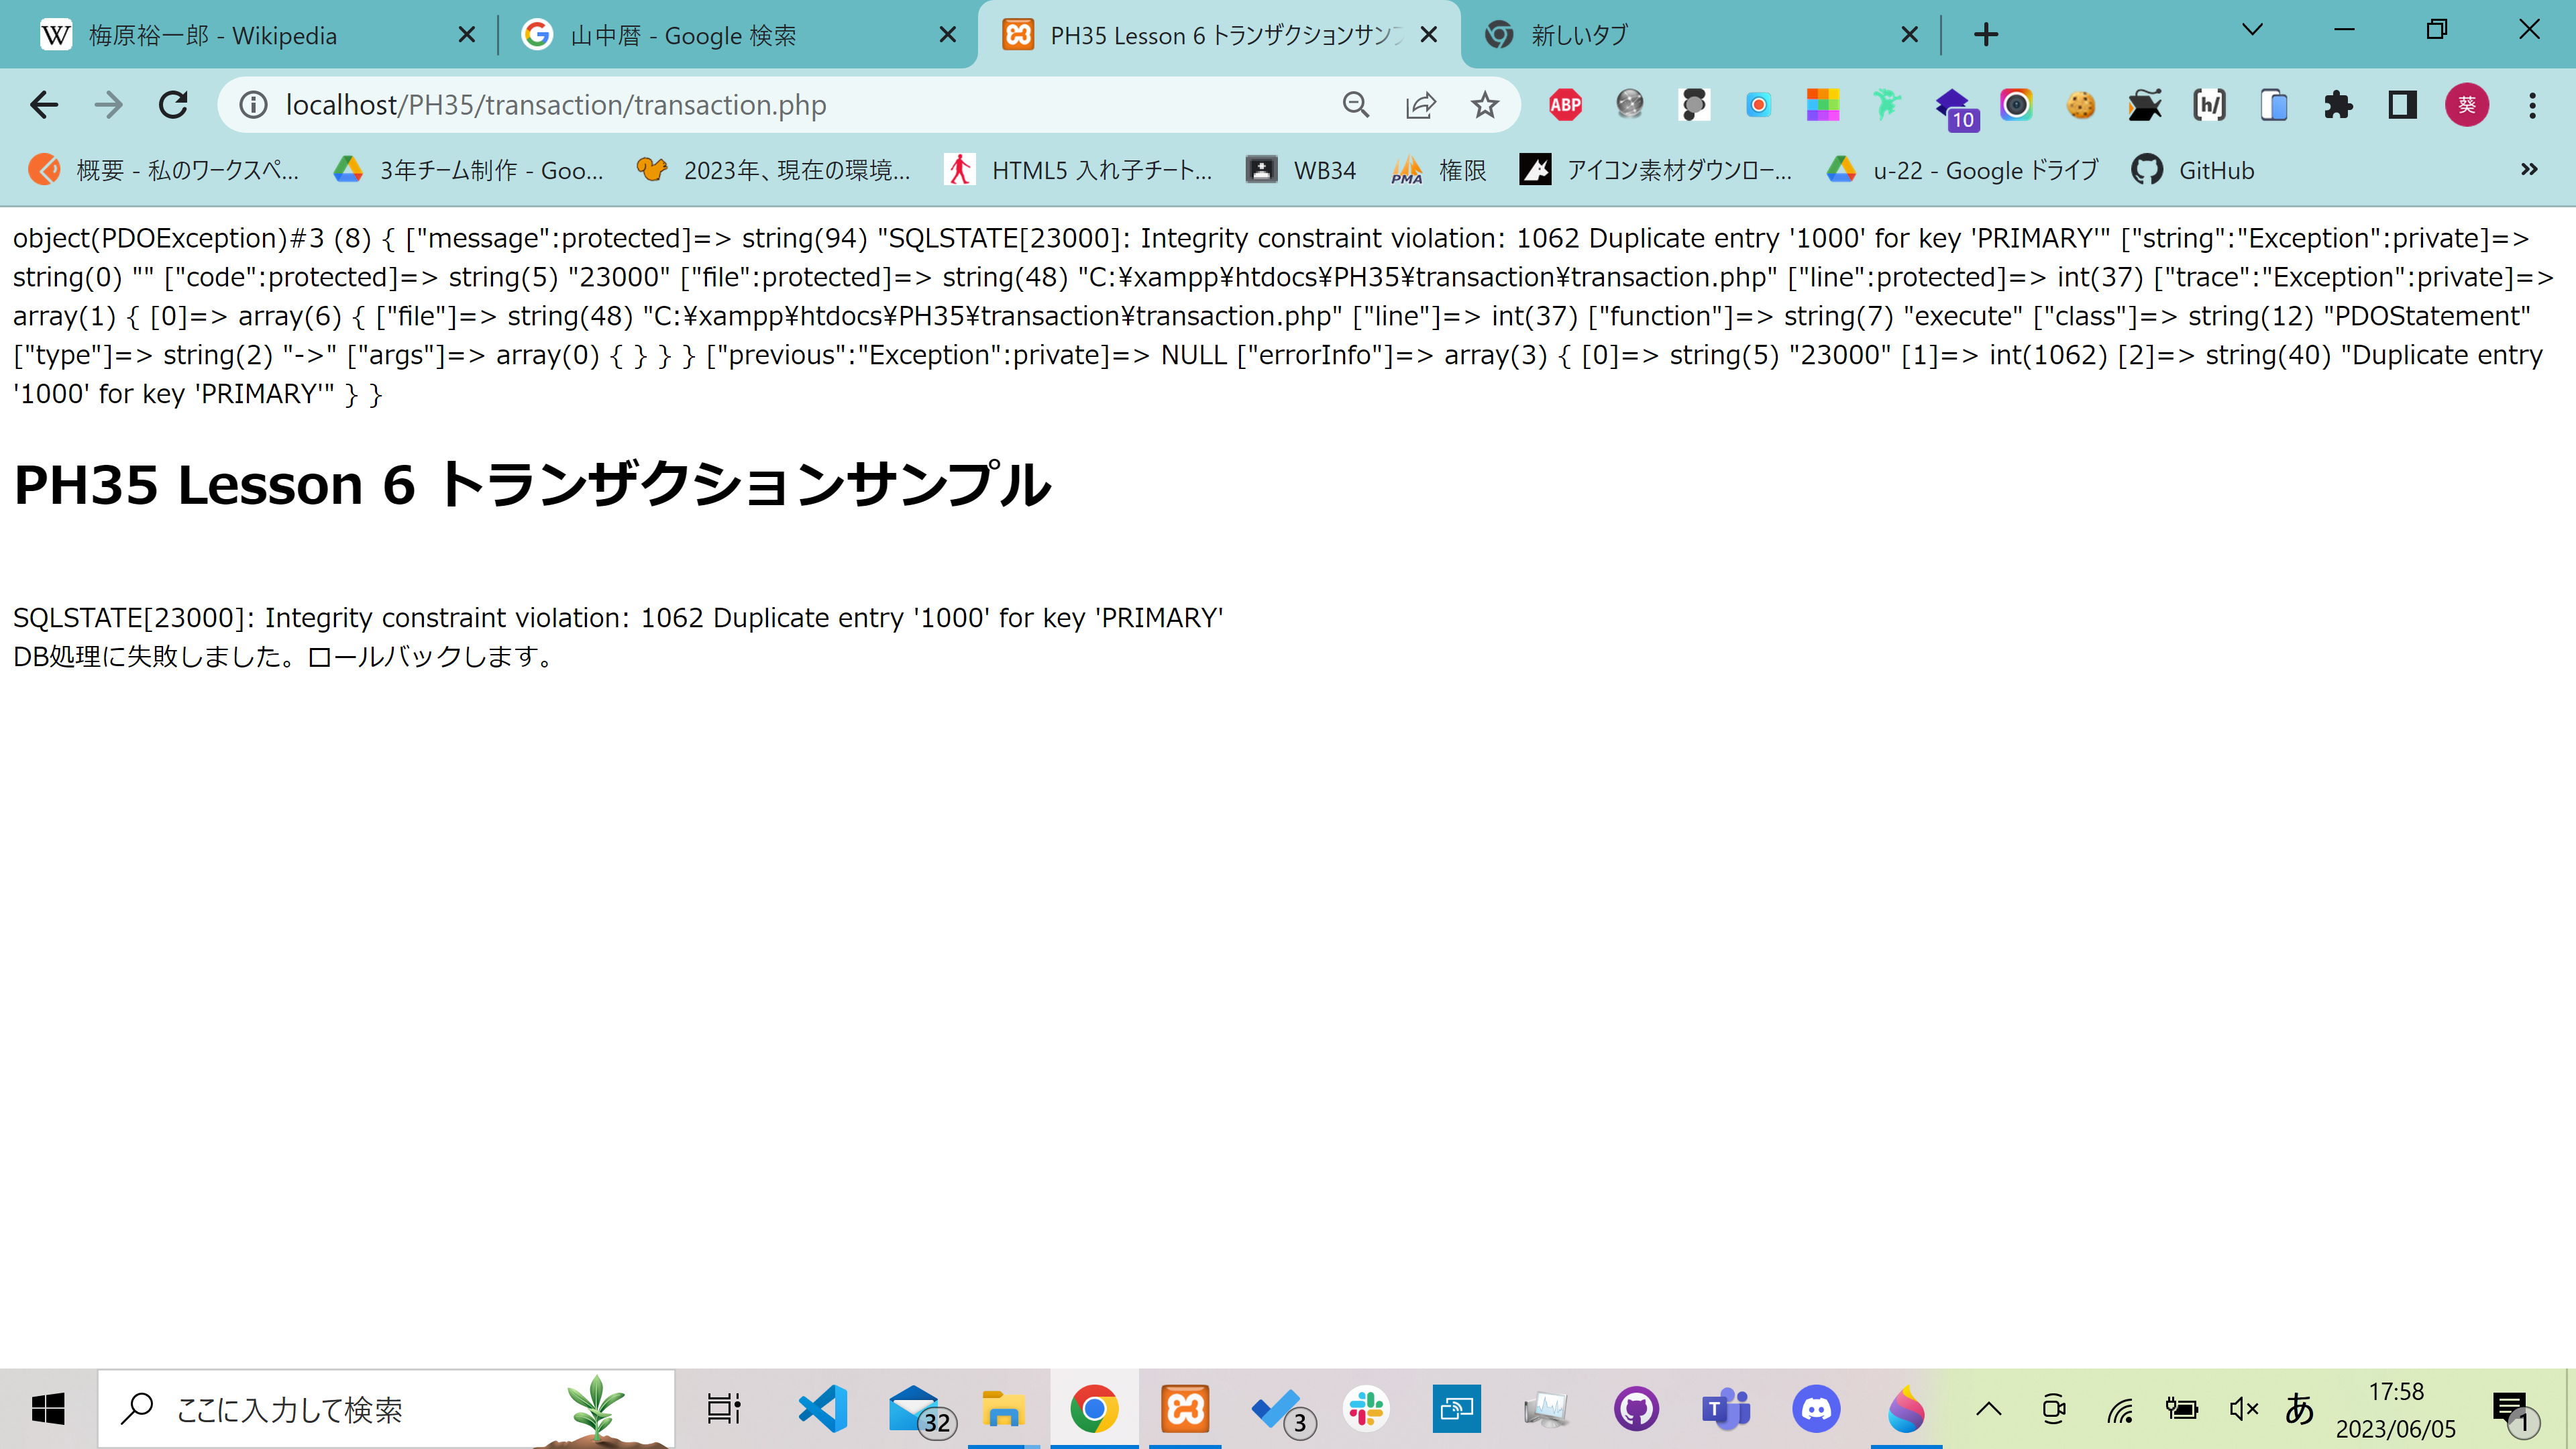 梅原裕一郎 - Wikipedia
山中暦 - Google 検索
PH35 Lesson 6 トランザクションサンプ
新しいタブ
localhost/PH35/transaction/transaction.php
ABP
10
h/
葵
概要 - 私のワークスペ...
3年チーム制作 - Goo...
2023年、現在の環境...
HTML5 入れ子チート...
WB34
PMA
権限
アイコン素材ダウンロー...
u-22 - Google ドライブ
GitHub
object(PDOException)#3 (8) { ["message":protected]=> string(94) "SQLSTATE[23000]: Integrity constraint violation: 1062 Duplicate entry '1000' for key 'PRIMARY'" ["string":"Exception":private]=>
string(0) "" ["code":protected]=> string(5) "23000" ["file":protected]=> string(48) "C:¥xampp¥htdocs¥PH35¥transaction¥transaction.php" ["line":protected]=> int(37) ["trace":"Exception":private]=>
array(1) { [0]=> array(6) { ["file"]=> string(48) "C:¥xampp¥htdocs¥PH35¥transaction¥transaction.php" ["line"]=> int(37) ["function"]=> string(7) "execute" ["class"]=> string(12) "PDOStatement"
["type"]=> string(2) "->" ["args"]=> array(0) { } } } ["previous":"Exception":private]=> NULL ["errorInfo"]=> array(3) { [0]=> string(5) "23000" [1]=> int(1062) [2]=> string(40) "Duplicate entry
'1000' for key 'PRIMARY'" } }
PH35 Lesson 6 トランザクションサンプル
SQLSTATE[23000]: Integrity constraint violation: 1062 Duplicate entry '1000' for key 'PRIMARY'
DB処理に失敗しました。ロールバックします。
ここに入力して検索
32
3
あ
17:58
2023/06/05
1